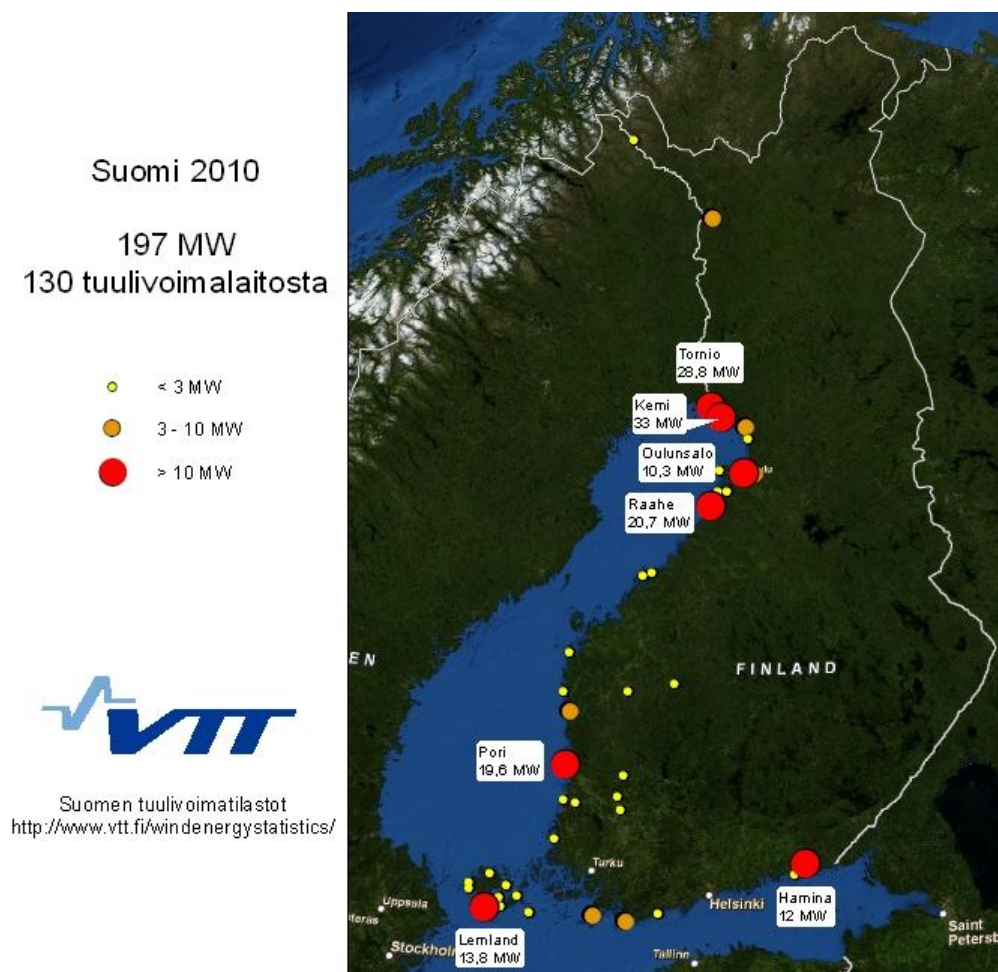 Suomi 2010
197 MW
130 tuulivoimalaitosta
< 3 MW
3 - 10 MW
> 10 MW
VTT
Suomen tuulivoimatilastot
http://www.vtt.fi/windenergystatistics/
Tornio
28,8 MW
Kemi
33 MW
Oulunsalo
10,3 MW
Raahe
20,7 MW
EN
FINLAND
Pori
19,6 MW
Turku
Helsinki
Hamina
12 MW
Uppsala
Lemland
13,8 MW
Tallinn
Saint